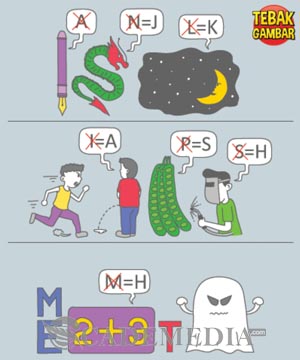 TEBAK
GAMBAR
A N=J L=K
K=A P=S S=H
M=H
ME 2+3 T